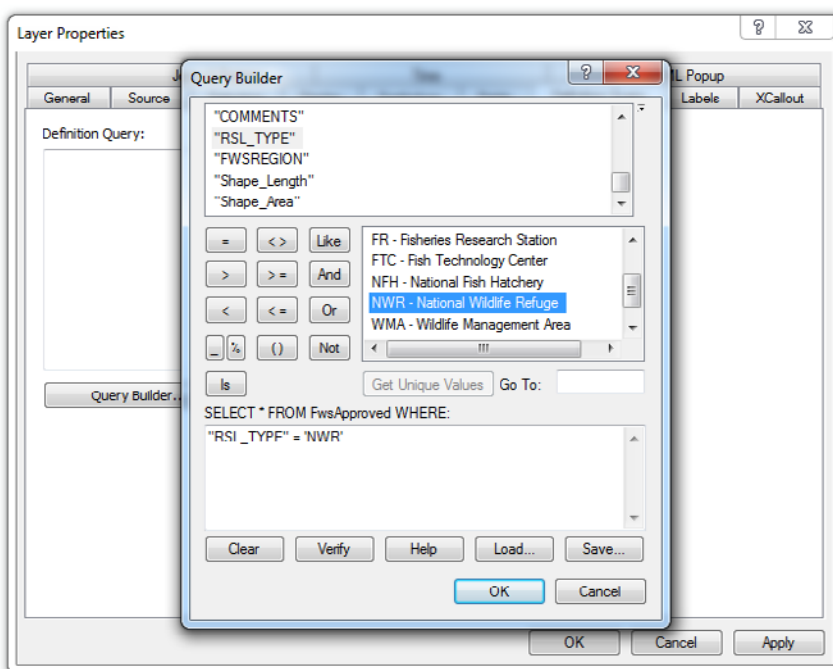 Layer Properties
ML Popup
General Source Labels XCallout
Definition Query:
Query Builder..
Query Builder
"COMMENTS"
"RSL_TYPE"
"FWSREGION"
"Shape_Length"
"Shape_Area"
= < > Like
> > = And
< < = Or
_ % ( ) Not
Is
FR - Fisheries Research Station
FTC - Fish Technology Center
NFH - National Fish Hatchery
NWR - National Wildlife Refuge
WMA - Wildlife Management Area
Get Unique Values Go To:
SELECT * FROM FwsApproved WHERE:
"RSL_TYPE" = 'NWR'
Clear Verify Help Load... Save...
OK Cancel
OK Cancel Apply